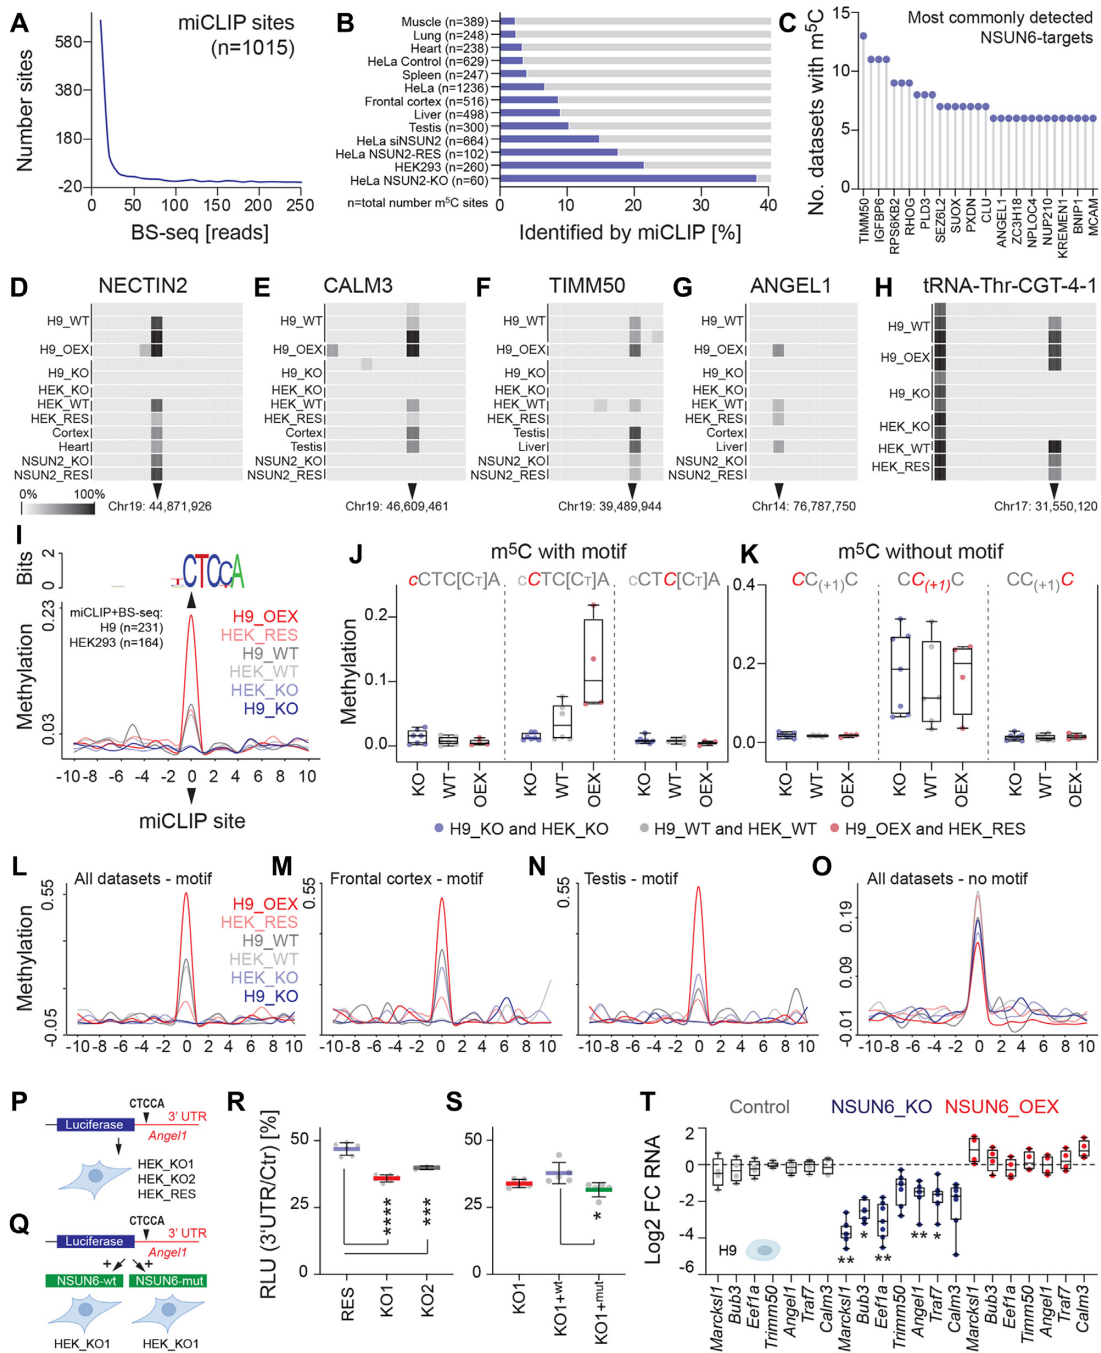 A
miCLIP sites
(n=1015)
Number sites
580
380
180
-20
0
50
100
150
200
250
BS-seq [reads]
B
Muscle (n=389)
Lung (n=248)
Heart (n=238)
HeLa Control (n=629)
Spleen (n=247)
HeLa (n=1236)
Frontal cortex (n=516)
Liver (n=498)
Testis (n=300)
HeLa siNSUN2 (n=664)
HeLa NSUN2-RES (n=102)
HEK293 (n=260)
HeLa NSUN2-KO (n=60)
n=total number m⁵C sites
0
10
20
30
40
Identified by miCLIP [%]
C
Most commonly detected
NSUN6-targets
No. datasets with m⁵C
15
10
5
0
TIMM50
IGFBP6
RPS6KB2
RHOG
PLD3
SEZ6L2
SUOX
PXDN
CLU
ANGEL1
ZC3H18
NPLOC4
NUP210
KREMEN1
BNIP1
MCAM
D
NECTIN2
H9_WT
H9_OEX
H9_KO
HEK_KO
HEK_WT
HEK_RES
Cortex
Heart
NSUN2_KO
NSUN2_RES
0%
100%
Chr19: 44,871,926
E
CALM3
H9_WT
H9_OEX
H9_KO
HEK_KO
HEK_WT
HEK_RES
Cortex
Testis
NSUN2_KO
NSUN2_RES
Chr19: 46,609,461
F
TIMM50
H9_WT
H9_OEX
H9_KO
HEK_KO
HEK_WT
HEK_RES
Testis
Liver
NSUN2_KO
NSUN2_RES
Chr19: 39,489,944
G
ANGEL1
H9_WT
H9_OEX
H9_KO
HEK_KO
HEK_WT
HEK_RES
Cortex
Liver
NSUN2_KO
NSUN2_RES
Chr14: 76,787,750
H
tRNA-Thr-CGT-4-1
H9_WT
H9_OEX
H9_KO
HEK_KO
HEK_WT
HEK_RES
Chr17: 31,550,120
I
Bits
2
0
CTCCA
miCLIP+BS-seq:
H9 (n=231)
HEK293 (n=164)
H9_OEX
HEK_RES
H9_WT
HEK_WT
HEK_KO
H9_KO
Methylation
0.23
0.03
-10 -8 -6 -4 -2 0 2 4 6 8 10
miCLIP site
J
m⁵C with motif
cCTC[CT]A
cCTC[CT]A
cCTC[CT]A
Methylation
0.2
0.1
0.0
KO
WT
OEX
KO
WT
OEX
KO
WT
OEX
K
m⁵C without motif
CC(+1)C
CC(+1)C
CC(+1)C
0.4
0.2
0.0
KO
WT
OEX
KO
WT
OEX
KO
WT
OEX
H9_KO and HEK_KO
H9_WT and HEK_WT
H9_OEX and HEK_RES
L
All datasets - motif
H9_OEX
HEK_RES
H9_WT
HEK_WT
HEK_KO
H9_KO
Methylation
0.55
-0.05
-10 -8 -6 -4 -2 0 2 4 6 8 10
M
Frontal cortex - motif
0.55
-10 -8 -6 -4 -2 0 2 4 6 8 10
N
Testis - motif
0.55
-10 -8 -6 -4 -2 0 2 4 6 8 10
O
All datasets - no motif
0.19
0.09
-0.01
-10 -8 -6 -4 -2 0 2 4 6 8 10
P
CTCCA
Luciferase
3' UTR
Angel1
HEK_KO1
HEK_KO2
HEK_RES
Q
CTCCA
Luciferase
3' UTR
Angel1
+
+
NSUN6-wt
NSUN6-mut
HEK_KO1
HEK_KO1
R
RLU (3'UTR/Ctr) [%]
50
25
0
****
***
RES
KO1
KO2
S
50
25
0
*
KO1
KO1+wt
KO1+mut
T
Control
NSUN6_KO
NSUN6_OEX
Log2 FC RNA
2
0
-2
-4
-6
H9
**
*
**
**
*
Marcksl1
Bub3
Eef1a
Trimm50
Angel1
Traf7
Calm3
Marcksl1
Bub3
Eef1a
Trimm50
Angel1
Traf7
Calm3
Marcksl1
Bub3
Eef1a
Timm50
Angel1
Traf7
Calm3